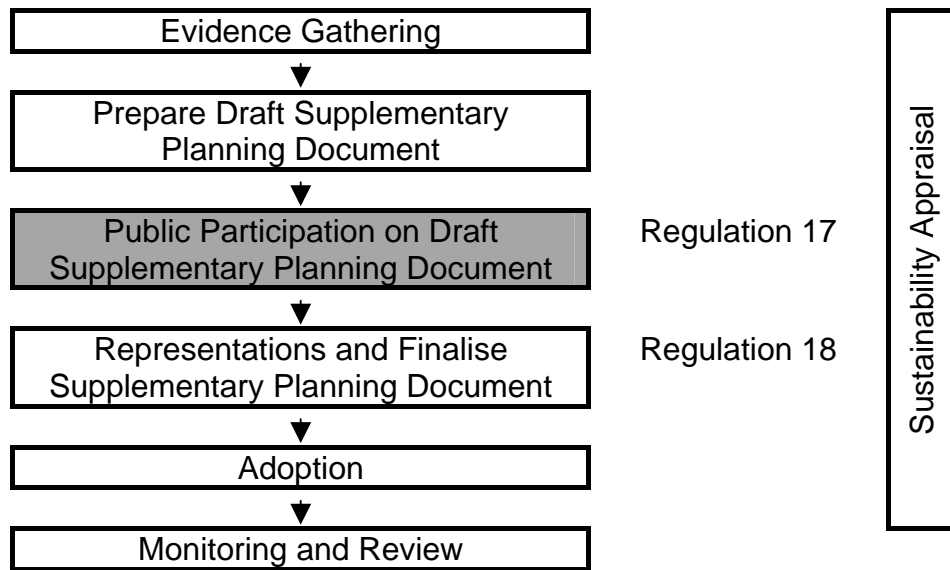 Evidence Gathering
Prepare Draft Supplementary
Planning Document
Public Participation on Draft
Supplementary Planning Document
Regulation 17
Representations and Finalise
Supplementary Planning Document
Regulation 18
Adoption
Monitoring and Review
Sustainability Appraisal